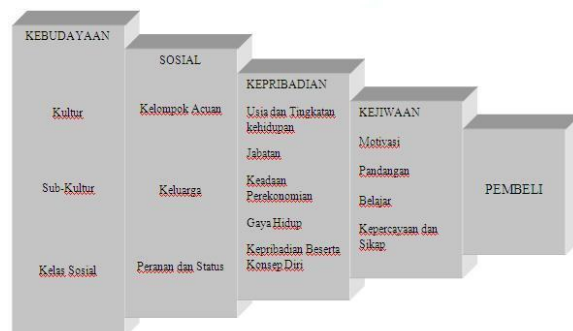 KEBUDAYAAN
Kultur
Sub-Kultur
Kelas Sosial
SOSIAL
Kelompok Acuan
Keluarga
Peranan dan Status
KEPRIBADIAN
Usia dan Tingkatan
kehidupan
Jabatan
Keadaan
Perekonomian
Gaya Hidup
Kepribadian Beserta
Konsep Diri
KEJIWAAN
Motivasi
Pandangan
Belajar
Kepercayaan dan
Sikap
PEMBELI